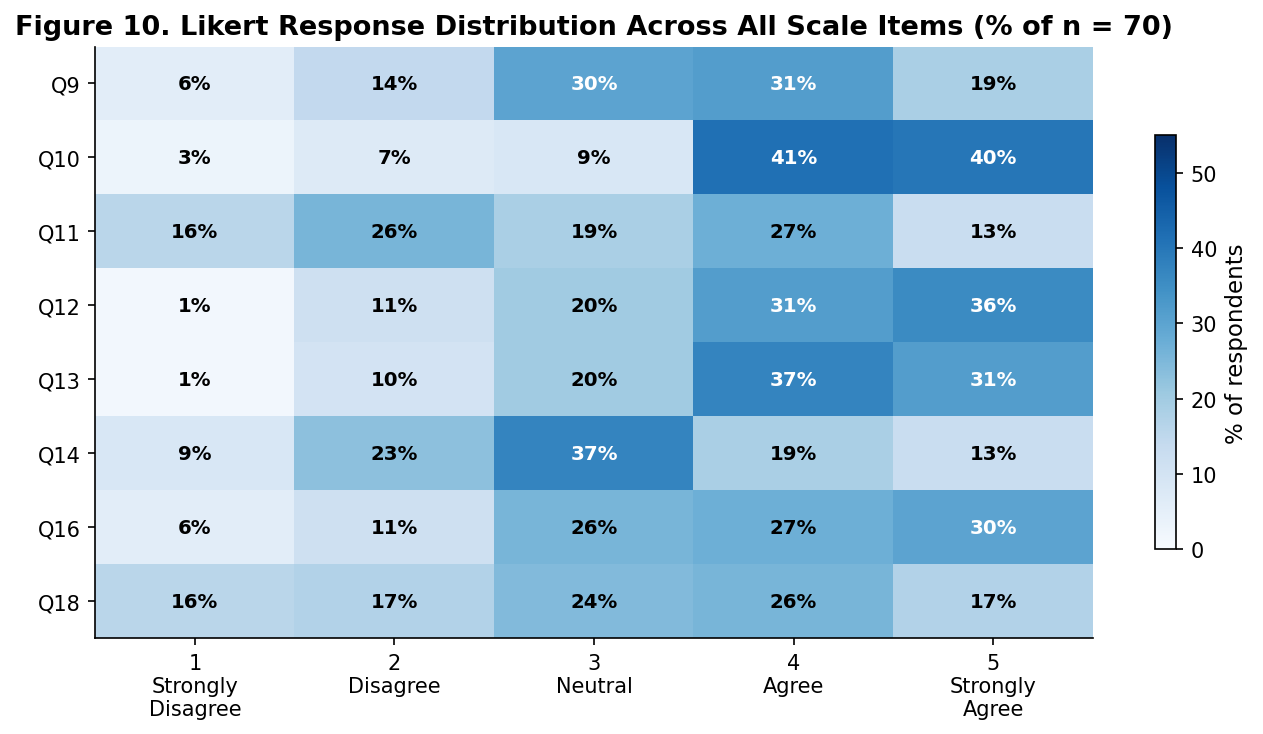 Figure 10. Likert Response Distribution Across All Scale Items (% of n = 70)
Q9 6% 14% 30% 31% 19%
Q10 3% 7% 9% 41% 40%
Q11 16% 26% 19% 27% 13%
Q12 1% 11% 20% 31% 36%
Q13 1% 10% 20% 37% 31%
Q14 9% 23% 37% 19% 13%
Q16 6% 11% 26% 27% 30%
Q18 16% 17% 24% 26% 17%
1 2 3 4 5
Strongly Disagree Neutral Agree Strongly
Disagree Agree
50
40
30
20
10
0
% of respondents